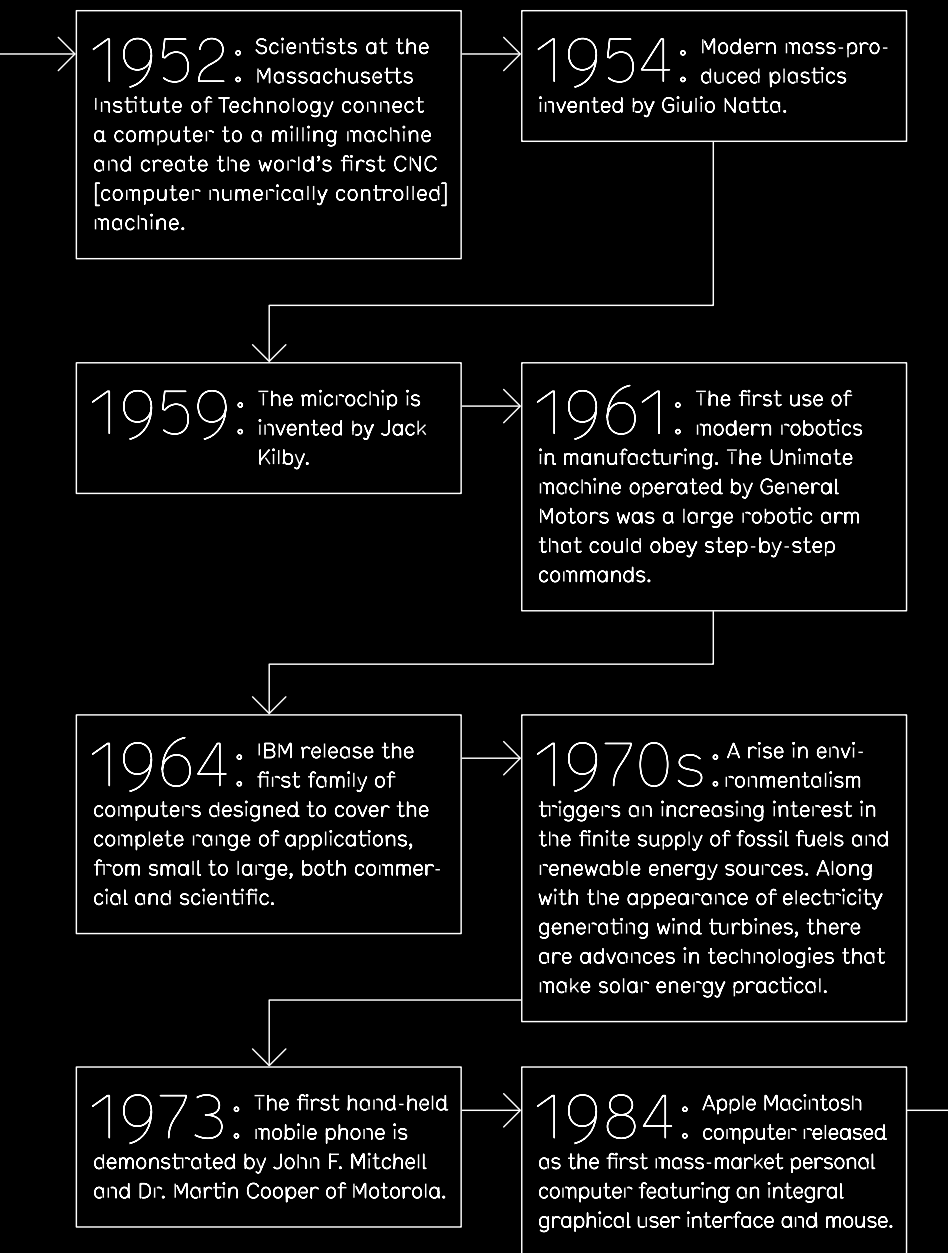 1952: Scientists at the
Massachusetts
Institute of Technology connect
a computer to a milling machine
and create the world's first CNC
[computer numerically controlled]
machine.
1954: Modern mass-pro-
duced plastics
invented by Giulio Natta.
1959: The microchip is
invented by Jack
Kilby.
1961: The first use of
modern robotics
in manufacturing. The Unimate
machine operated by General
Motors was a large robotic arm
that could obey step-by-step
commands.
1964: IBM release the
first family of
computers designed to cover the
complete range of applications,
from small to large, both commer-
cial and scientific.
1970s: A rise in envi-
ronmentalism
triggers an increasing interest in
the finite supply of fossil fuels and
renewable energy sources. Along
with the appearance of electricity
generating wind turbines, there
are advances in technologies that
make solar energy practical.
1973: The first hand-held
mobile phone is
demonstrated by John F. Mitchell
and Dr. Martin Cooper of Motorola.
1984: Apple Macintosh
computer released
as the first mass-market personal
computer featuring an integral
graphical user interface and mouse.